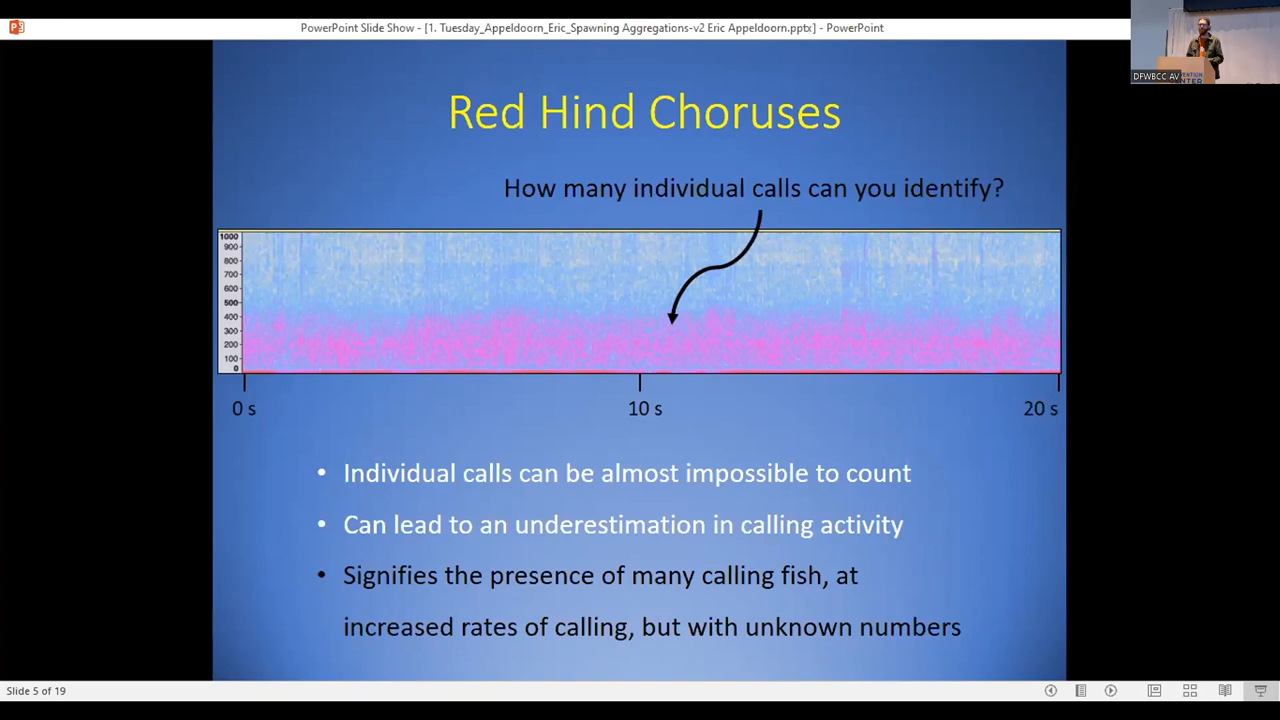 PowerPoint Slide Show - [1. Tuesday_Appeldoorn_Eric_Spawning Aggregations-v2 Eric Appeldoorn.pptx] - PowerPoint
DFWBCC AV
Red Hind Choruses
How many individual calls can you identify?
1000
900
800
700
600
500
400
300
200
100
0
0 s
10 s
20 s
• Individual calls can be almost impossible to count
• Can lead to an underestimation in calling activity
• Signifies the presence of many calling fish, at
increased rates of calling, but with unknown numbers
Slide 5 of 19